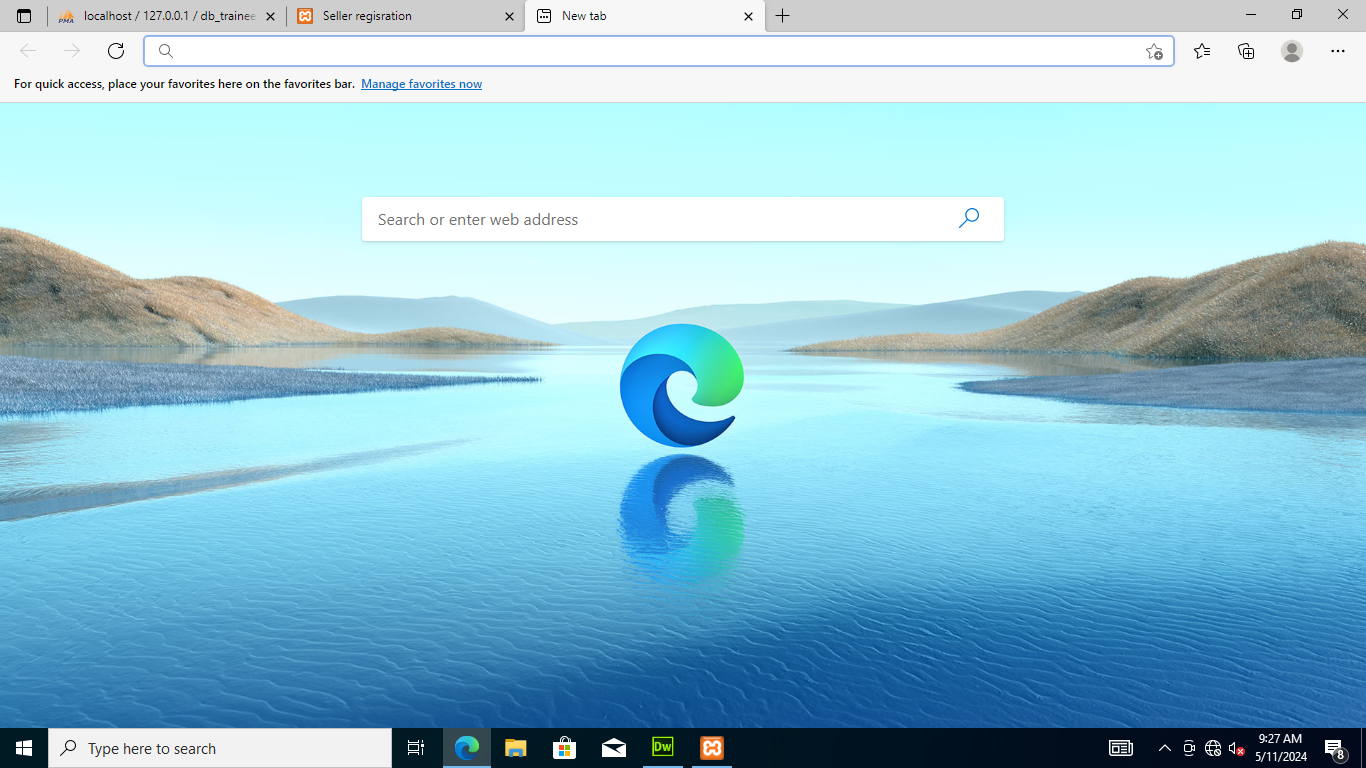 localhost / 127.0.0.1 / db_trainee
Seller regisration
New tab
For quick access, place your favorites here on the favorites bar. Manage favorites now
Search or enter web address
Type here to search
Dw
9:27 AM
5/11/2024
8
PMA